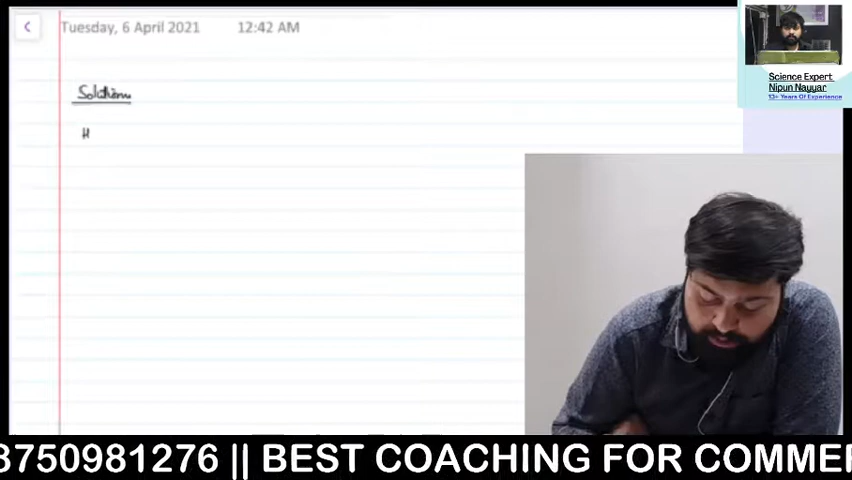 Tuesday, 6 April 2021 12:42 AM
Solutions
H
Science Expert
Nipun Nayyar
13+ Years Of Experience
8750981276 || BEST COACHING FOR COMMER